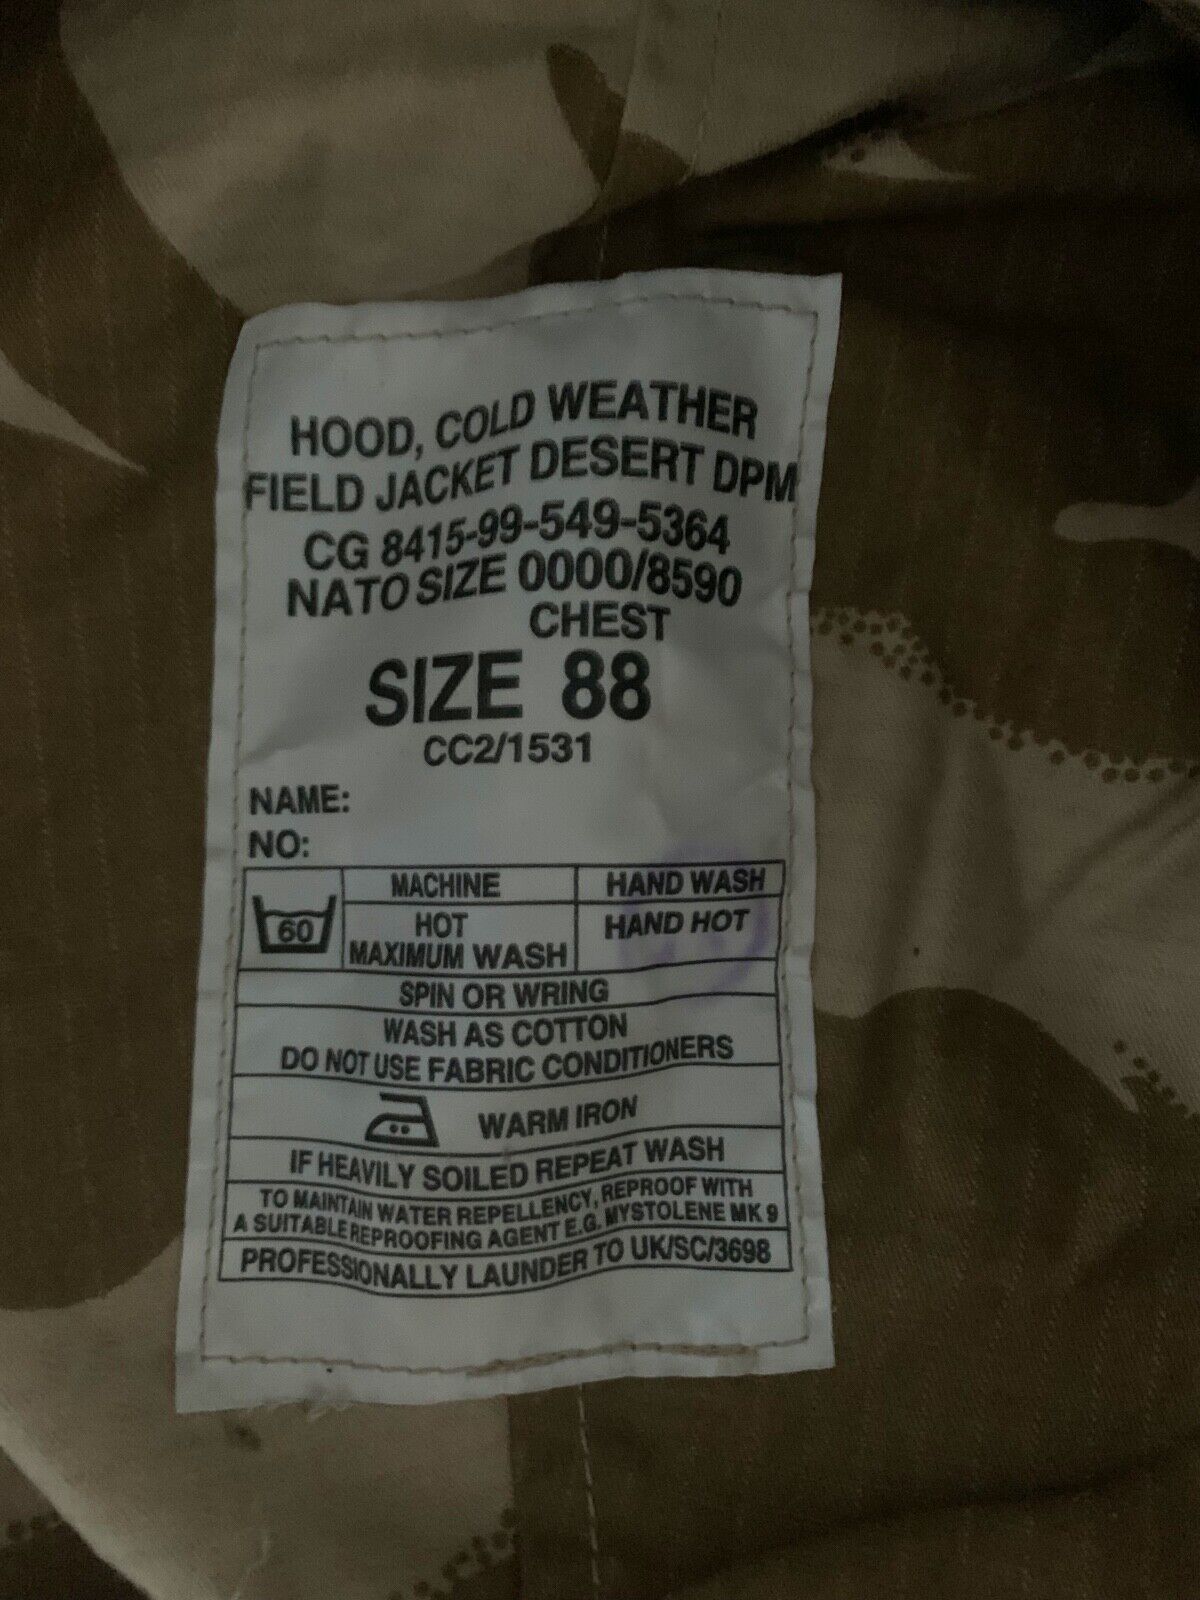 HOOD, COLD WEATHER
FIELD JACKET DESERT DPM
CG 8415-99-549-5364
NATO SIZE 0000/8590
CHEST
SIZE 88
CC2/1531
NAME:
NO:
60 MACHINE HAND WASH
HOT HAND HOT
MAXIMUM WASH
SPIN OR WRING
WASH AS COTTON
DO NOT USE FABRIC CONDITIONERS
WARM IRON
IF HEAVILY SOILED REPEAT WASH
TO MAINTAIN WATER REPELLENCY, REPROOF WITH
A SUITABLE REPROOFING AGENT E.G. MYSTOLENE MK 9
PROFESSIONALLY LAUNDER TO UK/SC/3698